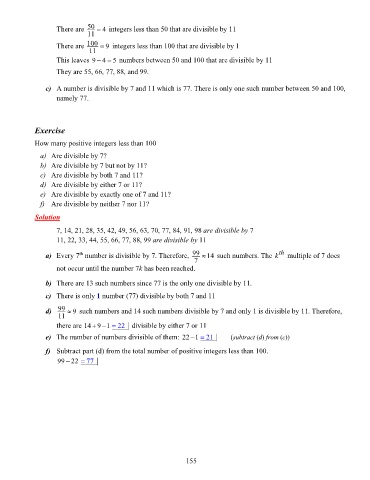 There are 50/11 = 4 integers less than 50 that are divisible by 11
There are 100/11 = 9 integers less than 100 that are divisible by 1
This leaves 9 − 4 = 5 numbers between 50 and 100 that are divisible by 11
They are 55, 66, 77, 88, and 99.
c) A number is divisible by 7 and 11 which is 77. There is only one such number between 50 and 100,
namely 77.
Exercise
How many positive integers less than 100
a) Are divisible by 7?
b) Are divisible by 7 but not by 11?
c) Are divisible by both 7 and 11?
d) Are divisible by either 7 or 11?
e) Are divisible by exactly one of 7 and 11?
f) Are divisible by neither 7 nor 11?
Solution
7, 14, 21, 28, 35, 42, 49, 56, 63, 70, 77, 84, 91, 98 are divisible by 7
11, 22, 33, 44, 55, 66, 77, 88, 99 are divisible by 11
a) Every 7th number is divisible by 7. Therefore, 99/7 ≈ 14 such numbers. The kth multiple of 7 does
not occur until the number 7k has been reached.
b) There are 13 such numbers since 77 is the only one divisible by 11.
c) There is only 1 number (77) divisible by both 7 and 11
d) 99/11 = 9 such numbers and 14 such numbers divisible by 7 and only 1 is divisible by 11. Therefore,
there are 14 + 9 − 1 = 22 | divisible by either 7 or 11
e) The number of numbers divisible of them: 22 − 1 = 21 | (subtract (d) from (c))
f) Subtract part (d) from the total number of positive integers less than 100.
99 − 22 = 77 |
155